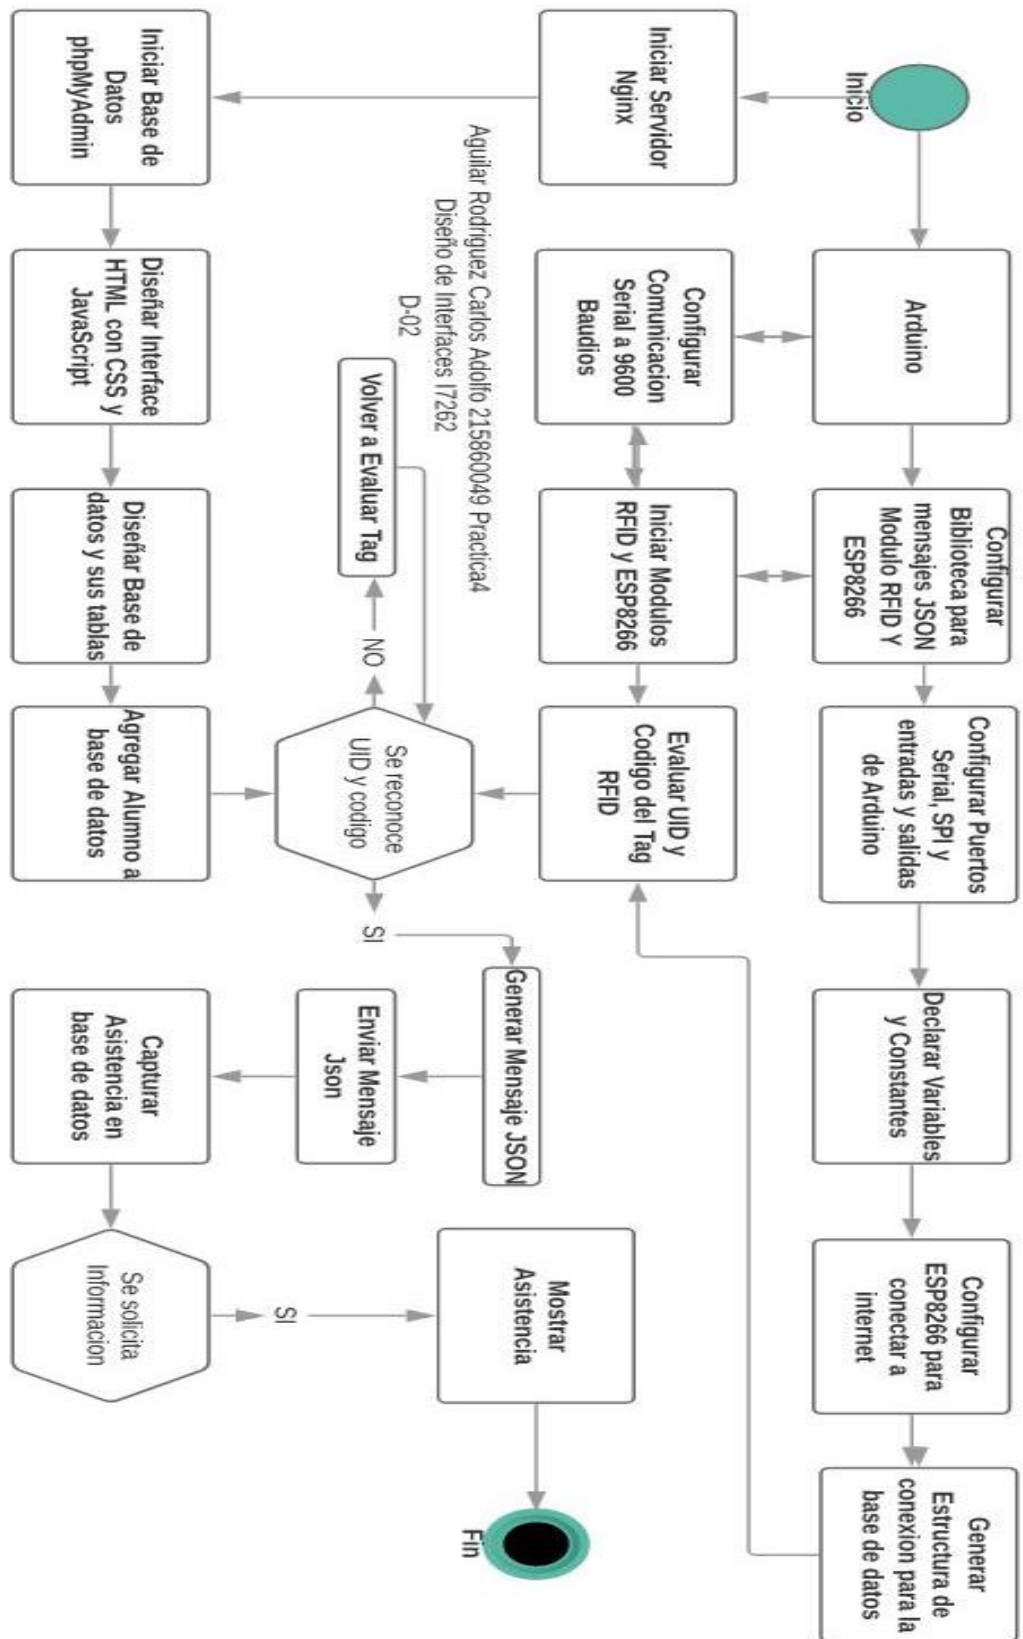 Inicio
Arduino
Configurar
Biblioteca para
mensajes JSON
Modulo RFID Y
ESP8266
Configurar Puertos
Serial, SPI y
entradas y salidas
de Arduino
Declarar Variables
y Constantes
Configurar
ESP8266 para
conectar a
internet
Generar
Estructura de
conexion para la
base de datos
Iniciar Servidor
Nginx
Configurar
Comunicacion
Serial a 9600
Baudios
Iniciar Modulos
RFID y ESP8266
Evaluar UID y
Codigo del Tag
RFID
Aguilar Rodriguez Carlos Adolfo 215860049 Practica4
Diseño de Interfaces I7262
D-02
Volver a Evaluar Tag
NO
Se reconoce
UID y codigo
SI
Generar Mensaje JSON
Enviar Mensaje
Json
Mostrar
Asistencia
Fin
Iniciar Base de
Datos
phpMyAdmin
Diseñar Interface
HTML con CSS y
JavaScript
Diseñar Base de
datos y sus tablas
Agregar Alumno a
base de datos
Capturar
Asistencia en
base de datos
Se solicita
Informacion
SI